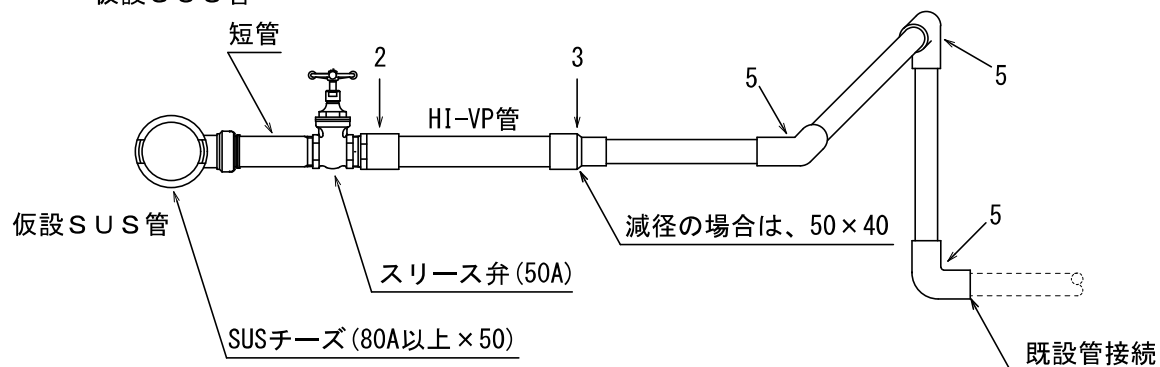 仮設ＳＵＳ管
短管
2
3
5
5
HI-VP管
仮設ＳＵＳ管
減径の場合は、50×40
5
スリース弁(50A)
SUSチーズ(80A以上×50)
既設管接続